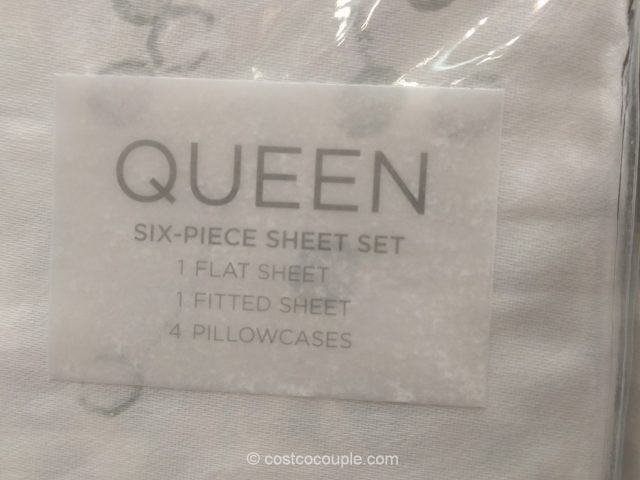 QUEEN
SIX-PIECE SHEET SET
1 FLAT SHEET
1 FITTED SHEET
4 PILLOWCASES
© costcocouple.com